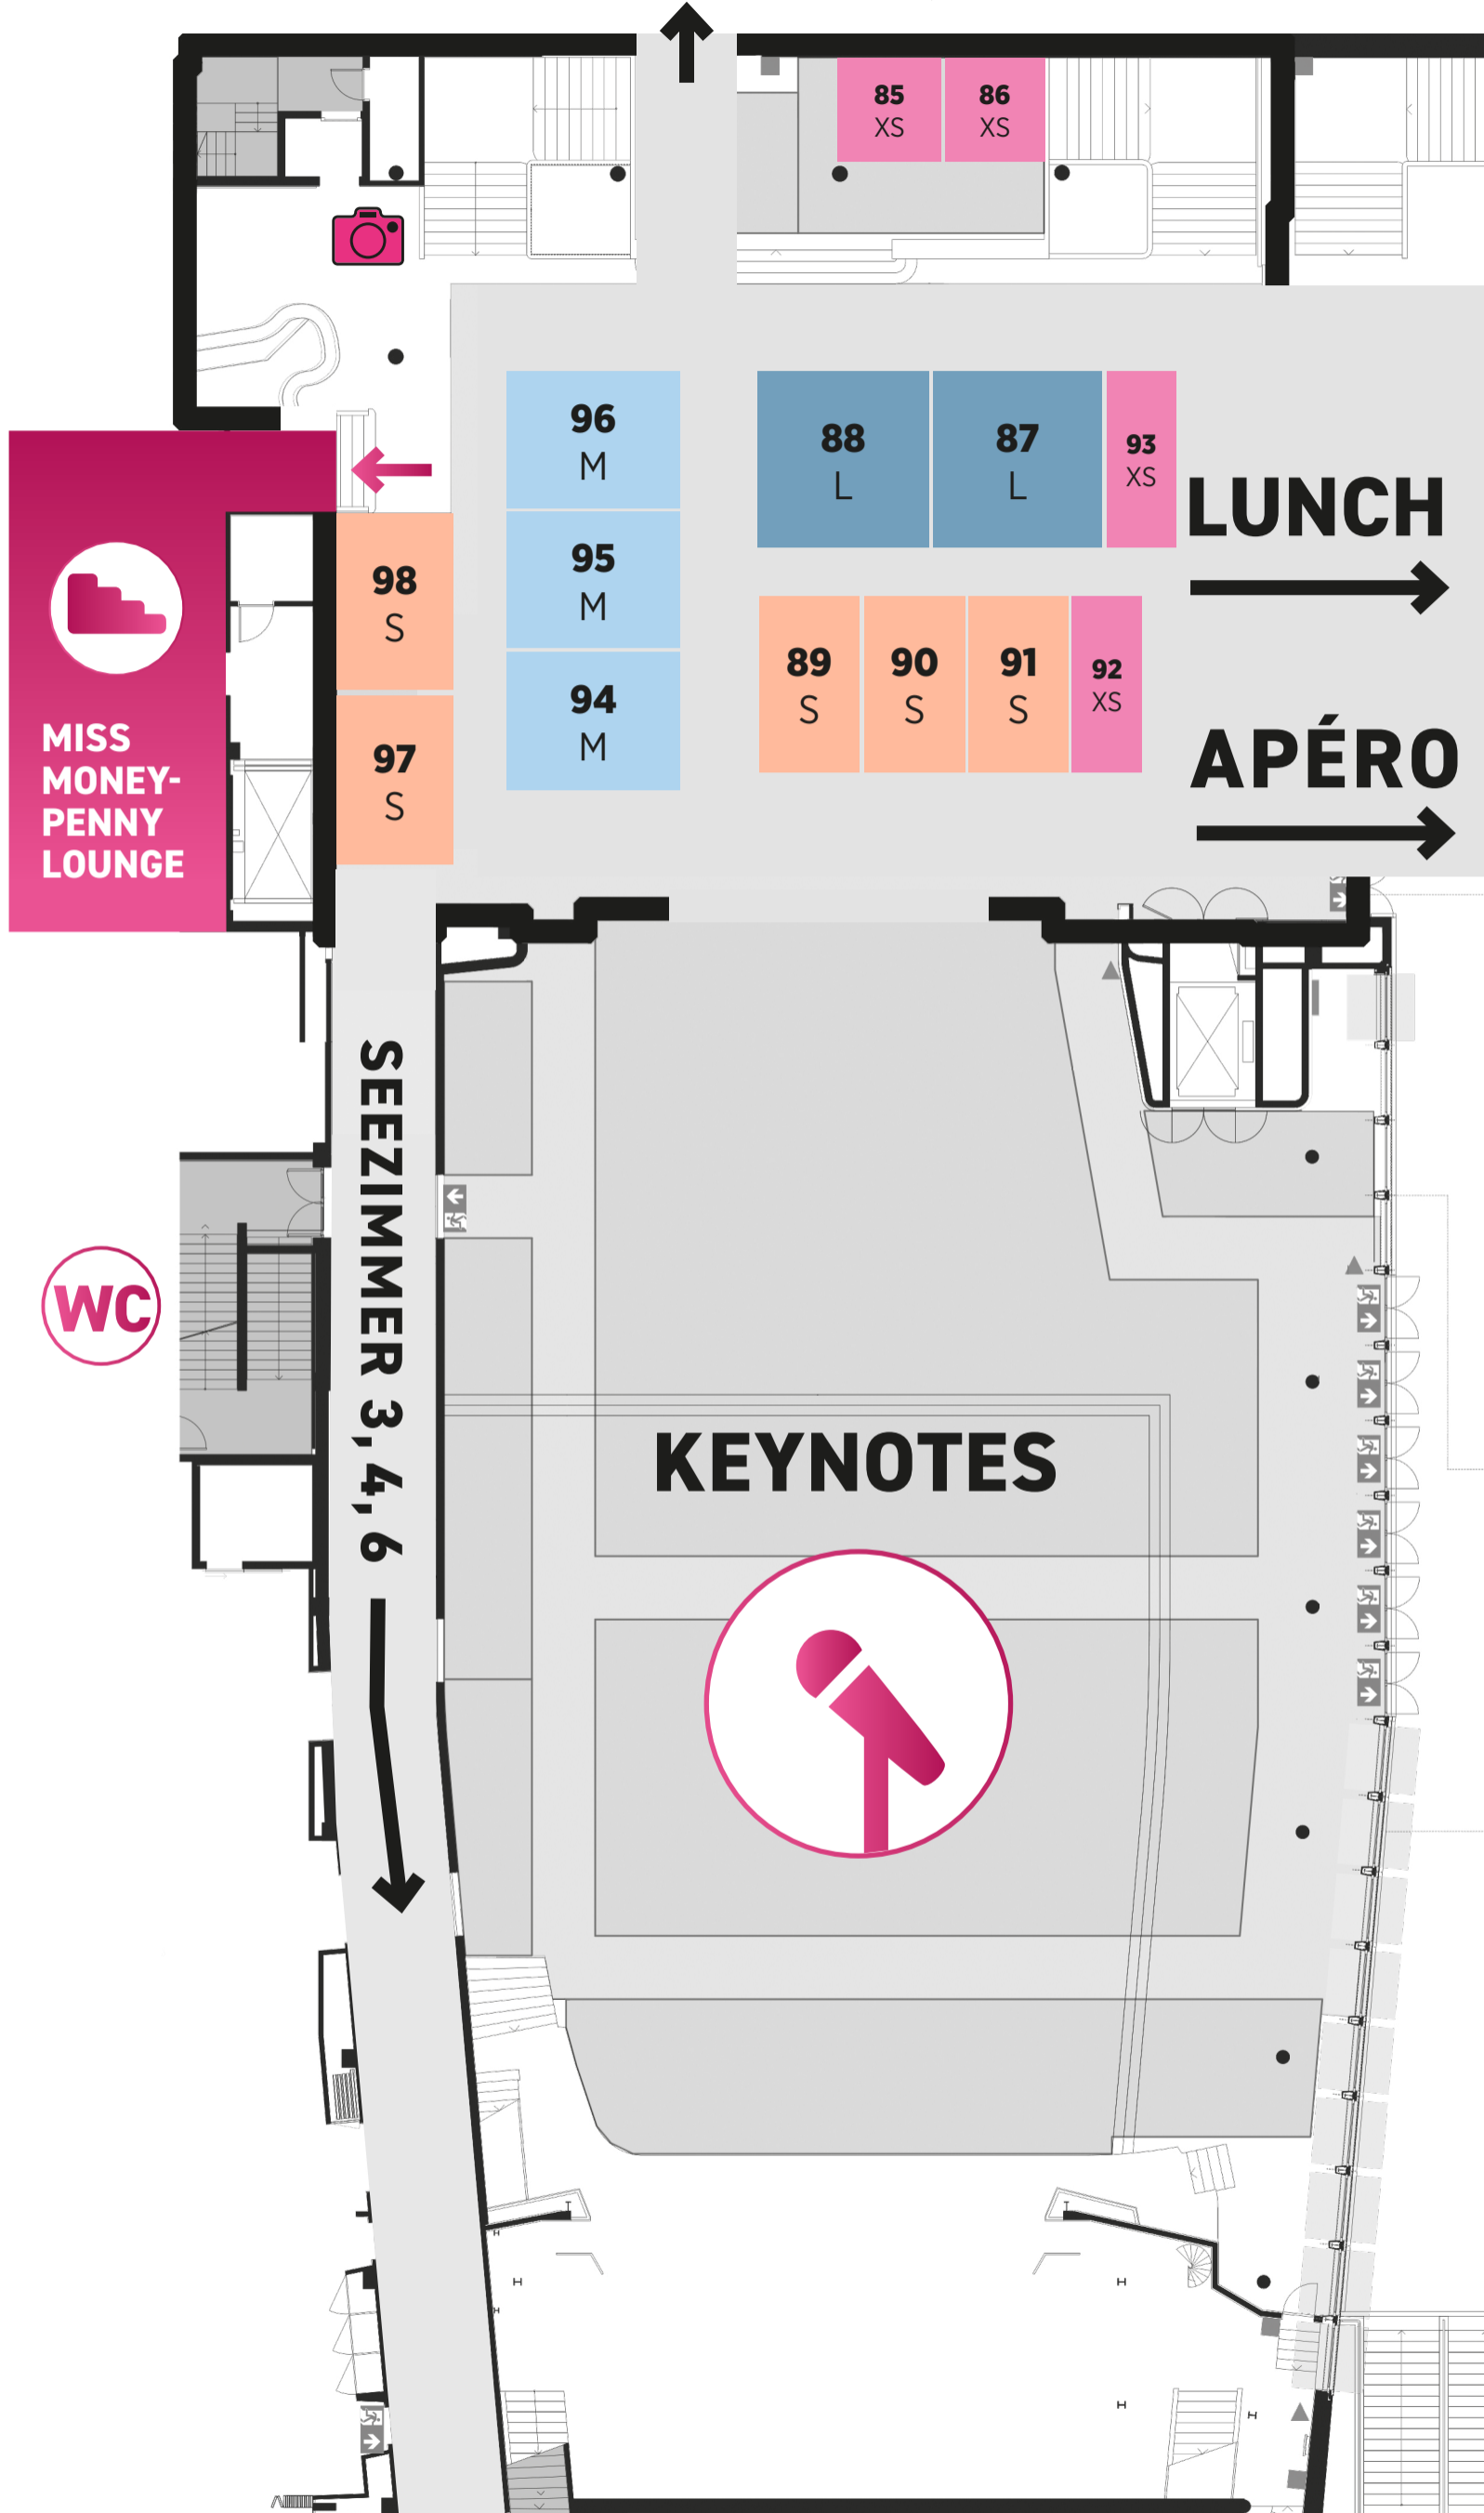 85
XS
86
XS
96
M
88
L
87
L
93
XS
LUNCH
95
M
98
S
89
S
90
S
91
S
92
XS
94
M
MISS
MONEY-
PENNY
LOUNGE
97
S
APÉRO
SEEZIMMER 3,4, 6
WC
KEYNOTES